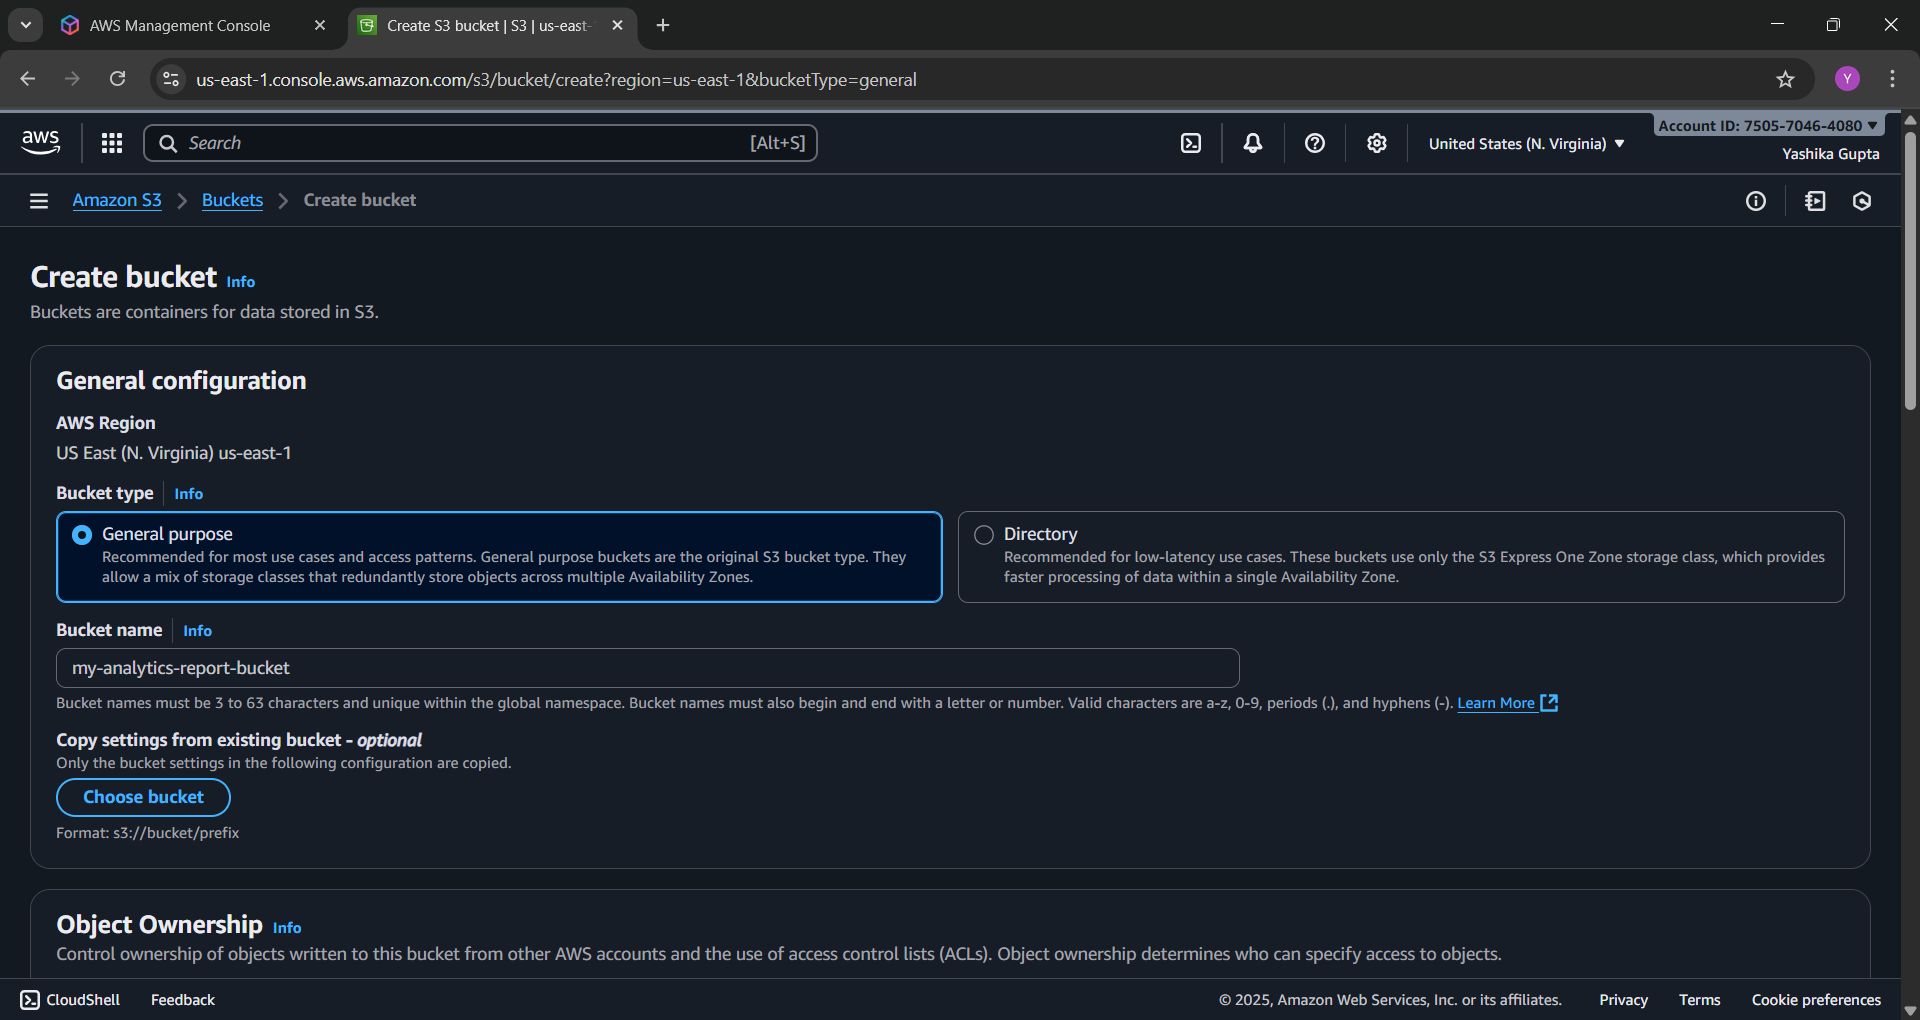 AWS Management Console
Create S3 bucket | S3 | us-east-
us-east-1.console.aws.amazon.com/s3/bucket/create?region=us-east-1&bucketType=general
Y
aws
Search
[Alt+S]
United States (N. Virginia)
Account ID: 7505-7046-4080
Yashika Gupta
Amazon S3
Buckets
Create bucket
Create bucket Info
Buckets are containers for data stored in S3.
General configuration
AWS Region
US East (N. Virginia) us-east-1
Bucket type Info
General purpose
Recommended for most use cases and access patterns. General purpose buckets are the original S3 bucket type. They
allow a mix of storage classes that redundantly store objects across multiple Availability Zones.
Directory
Recommended for low-latency use cases. These buckets use only the S3 Express One Zone storage class, which provides
faster processing of data within a single Availability Zone.
Bucket name Info
my-analytics-report-bucket
Bucket names must be 3 to 63 characters and unique within the global namespace. Bucket names must also begin and end with a letter or number. Valid characters are a-z, 0-9, periods (.), and hyphens (-). Learn More
Copy settings from existing bucket - optional
Only the bucket settings in the following configuration are copied.
Choose bucket
Format: s3://bucket/prefix
Object Ownership Info
Control ownership of objects written to this bucket from other AWS accounts and the use of access control lists (ACLs). Object ownership determines who can specify access to objects.
CloudShell
Feedback
© 2025, Amazon Web Services, Inc. or its affiliates.
Privacy
Terms
Cookie preferences